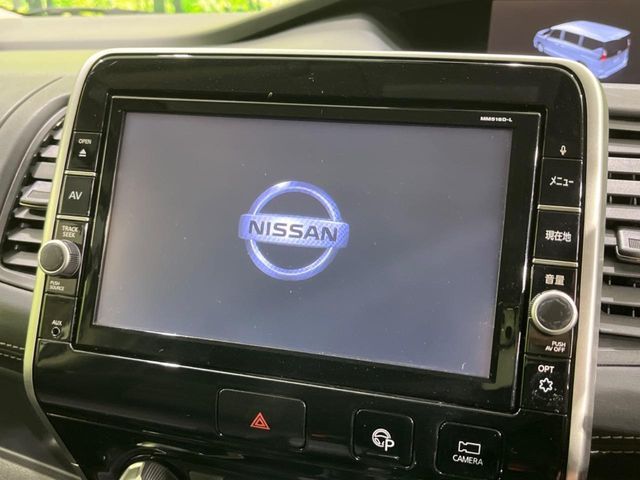 MM518D-L
OPEN
AV
TRACK
SEEK
PUSH
SOURCE
AUX
NISSAN
メニュー
現在地
音量
PUSH
AV OFF
OPT
P
CAMERA